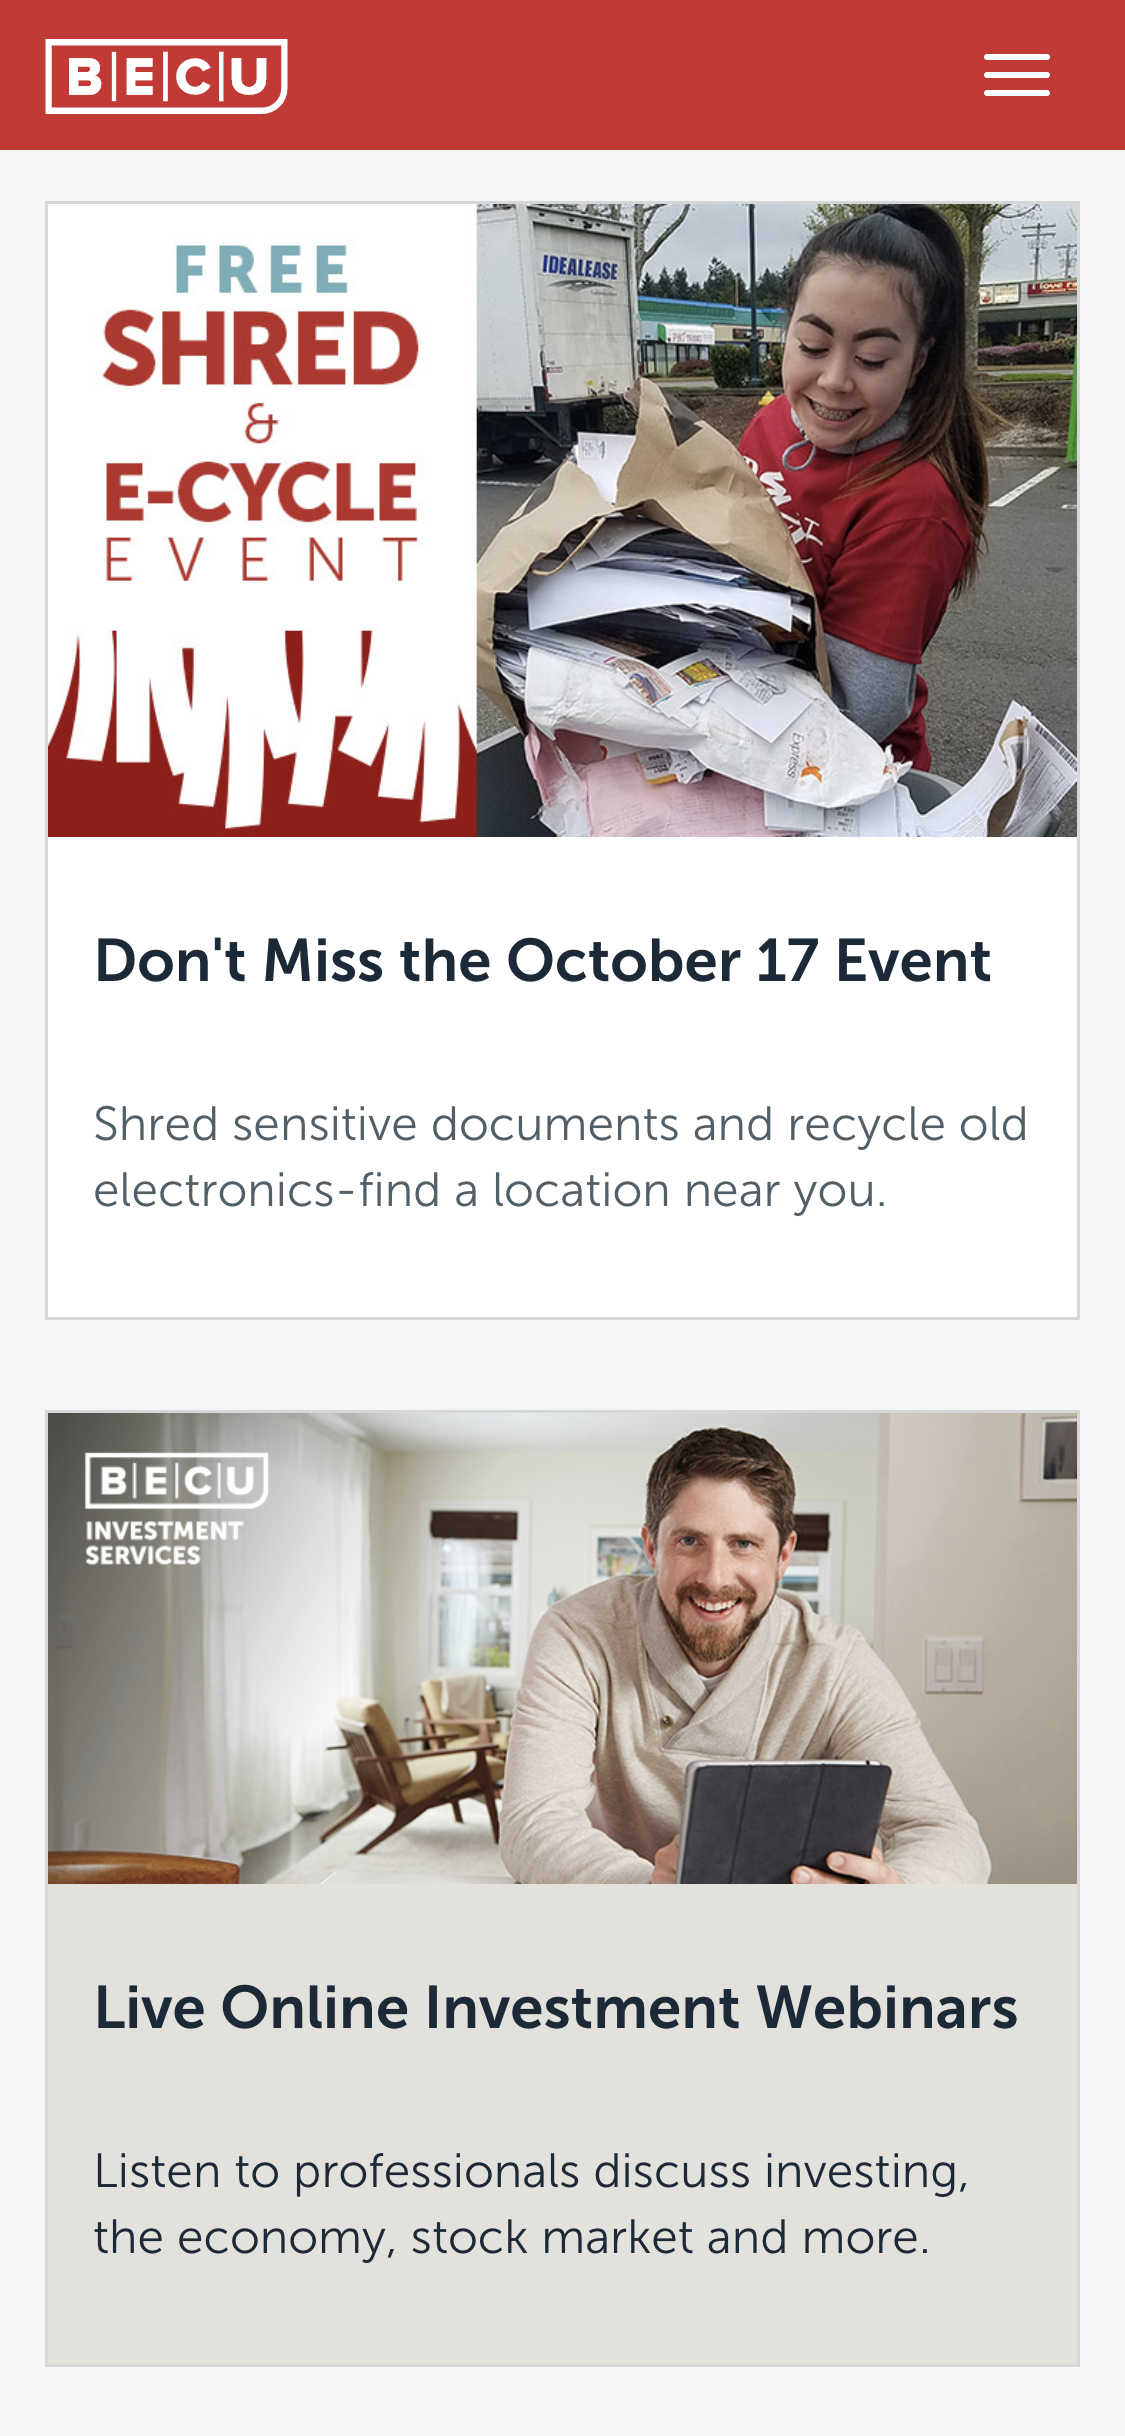 BECU
FREE
SHRED
&
E-CYCLE
EVENT
IDEALEASE
Express
Don't Miss the October 17 Event
Shred sensitive documents and recycle old
electronics-find a location near you.
BECU
INVESTMENT
SERVICES
Live Online Investment Webinars
Listen to professionals discuss investing,
the economy, stock market and more.